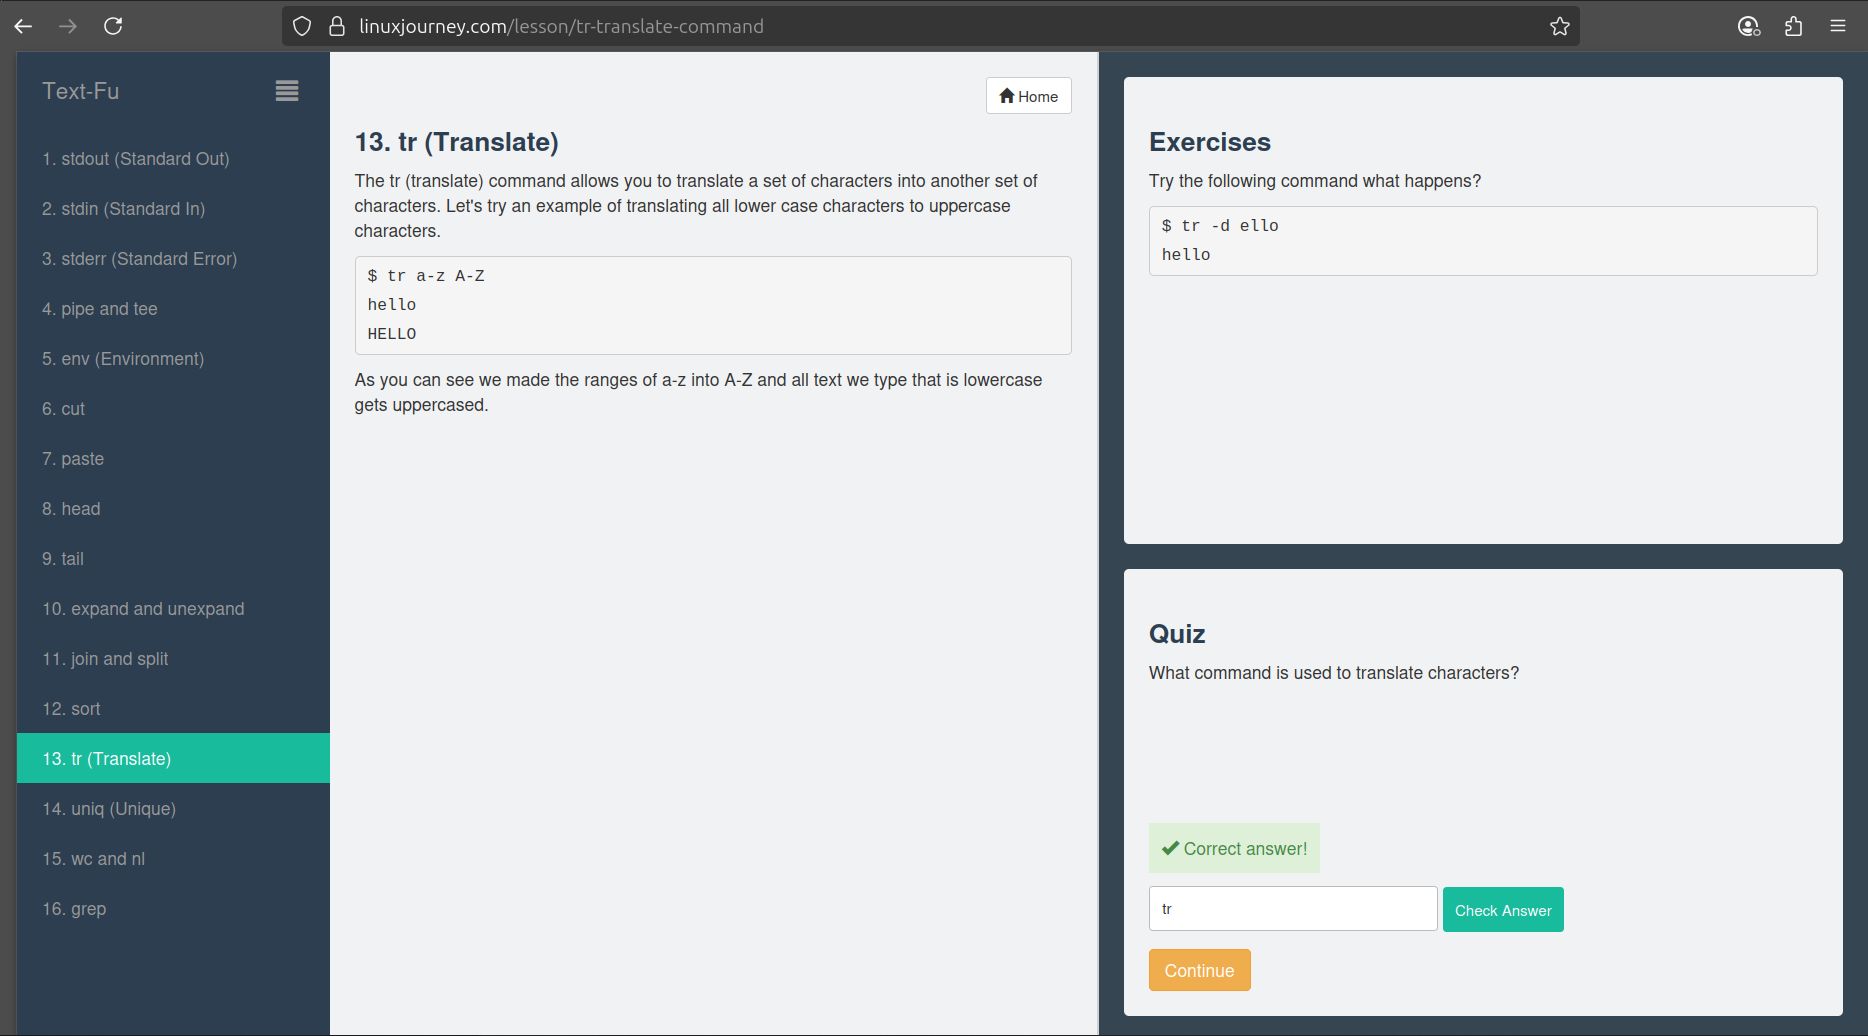 linuxjourney.com/lesson/tr-translate-command
Text-Fu
1. stdout (Standard Out)
2. stdin (Standard In)
3. stderr (Standard Error)
4. pipe and tee
5. env (Environment)
6. cut
7. paste
8. head
9. tail
10. expand and unexpand
11. join and split
12. sort
13. tr (Translate)
14. uniq (Unique)
15. wc and nl
16. grep
Home
13. tr (Translate)
The tr (translate) command allows you to translate a set of characters into another set of
characters. Let's try an example of translating all lower case characters to uppercase
characters.
$ tr a-z A-Z
hello
HELLO
As you can see we made the ranges of a-z into A-Z and all text we type that is lowercase
gets uppercased.
Exercises
Try the following command what happens?
$ tr -d ello
hello
Quiz
What command is used to translate characters?
Correct answer!
tr
Check Answer
Continue